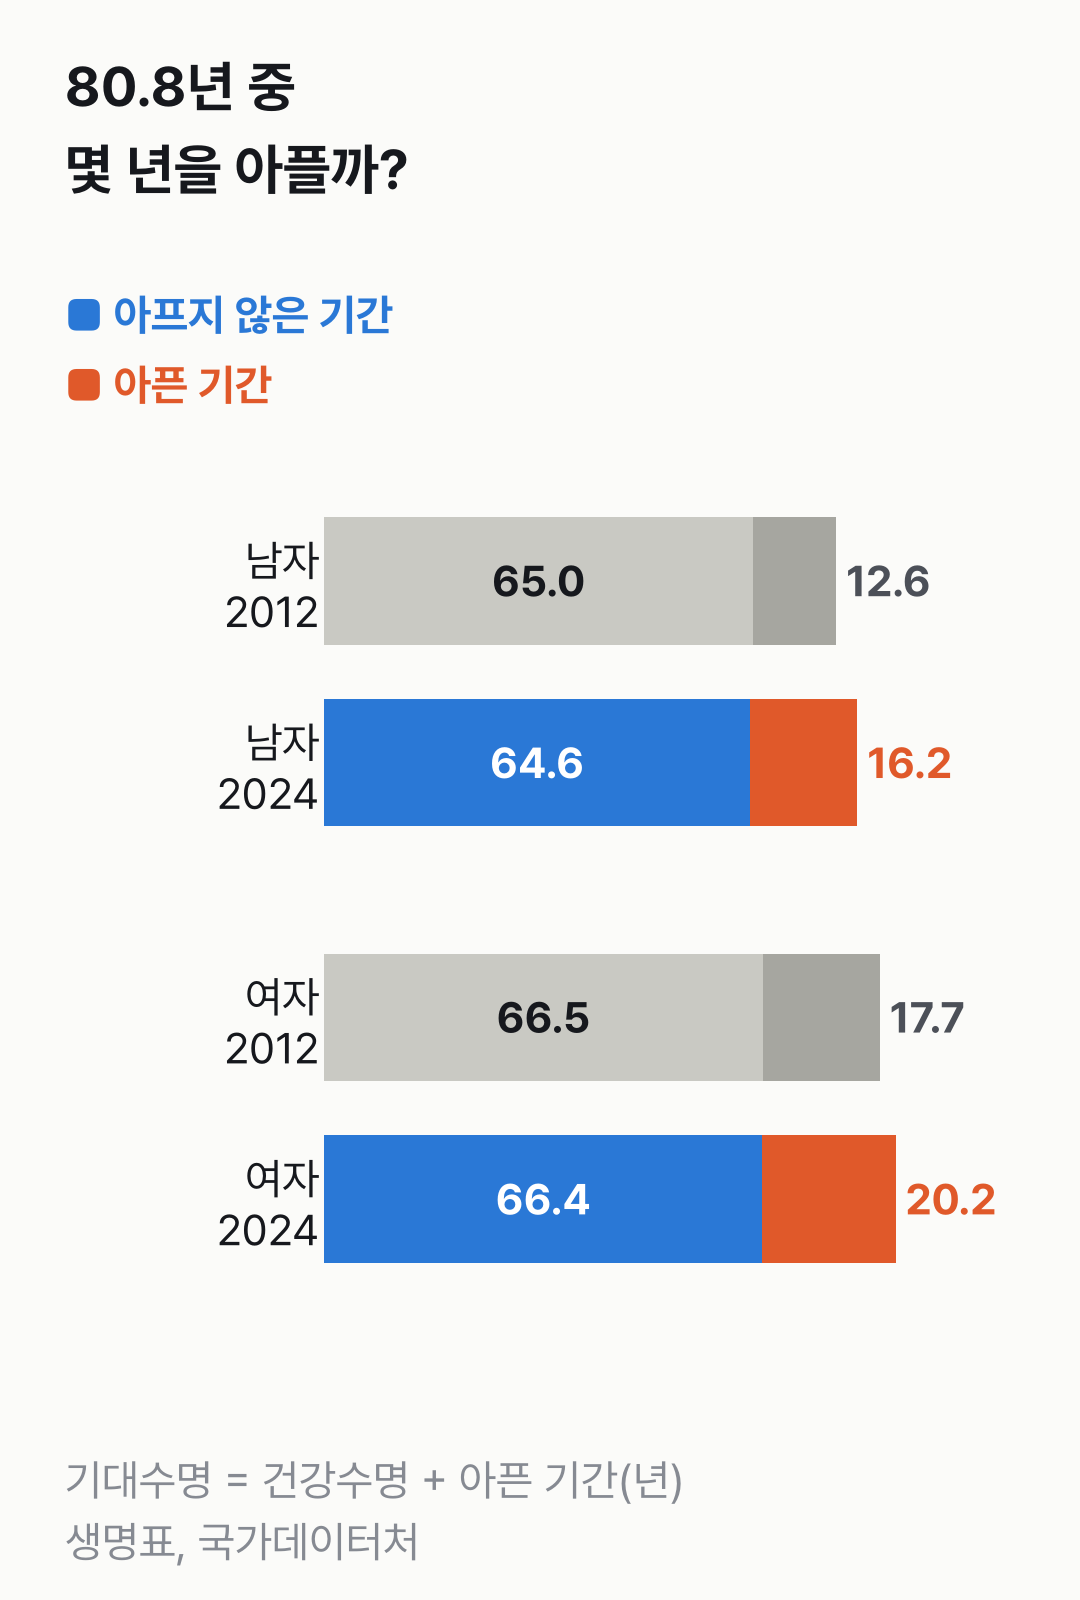 80.8년 중
몇 년을 아플까?
아프지 않은 기간
아픈 기간
남자
2012
65.0
12.6
남자
2024
64.6
16.2
여자
2012
66.5
17.7
여자
2024
66.4
20.2
기대수명 = 건강수명 + 아픈 기간(년)
생명표, 국가데이터처